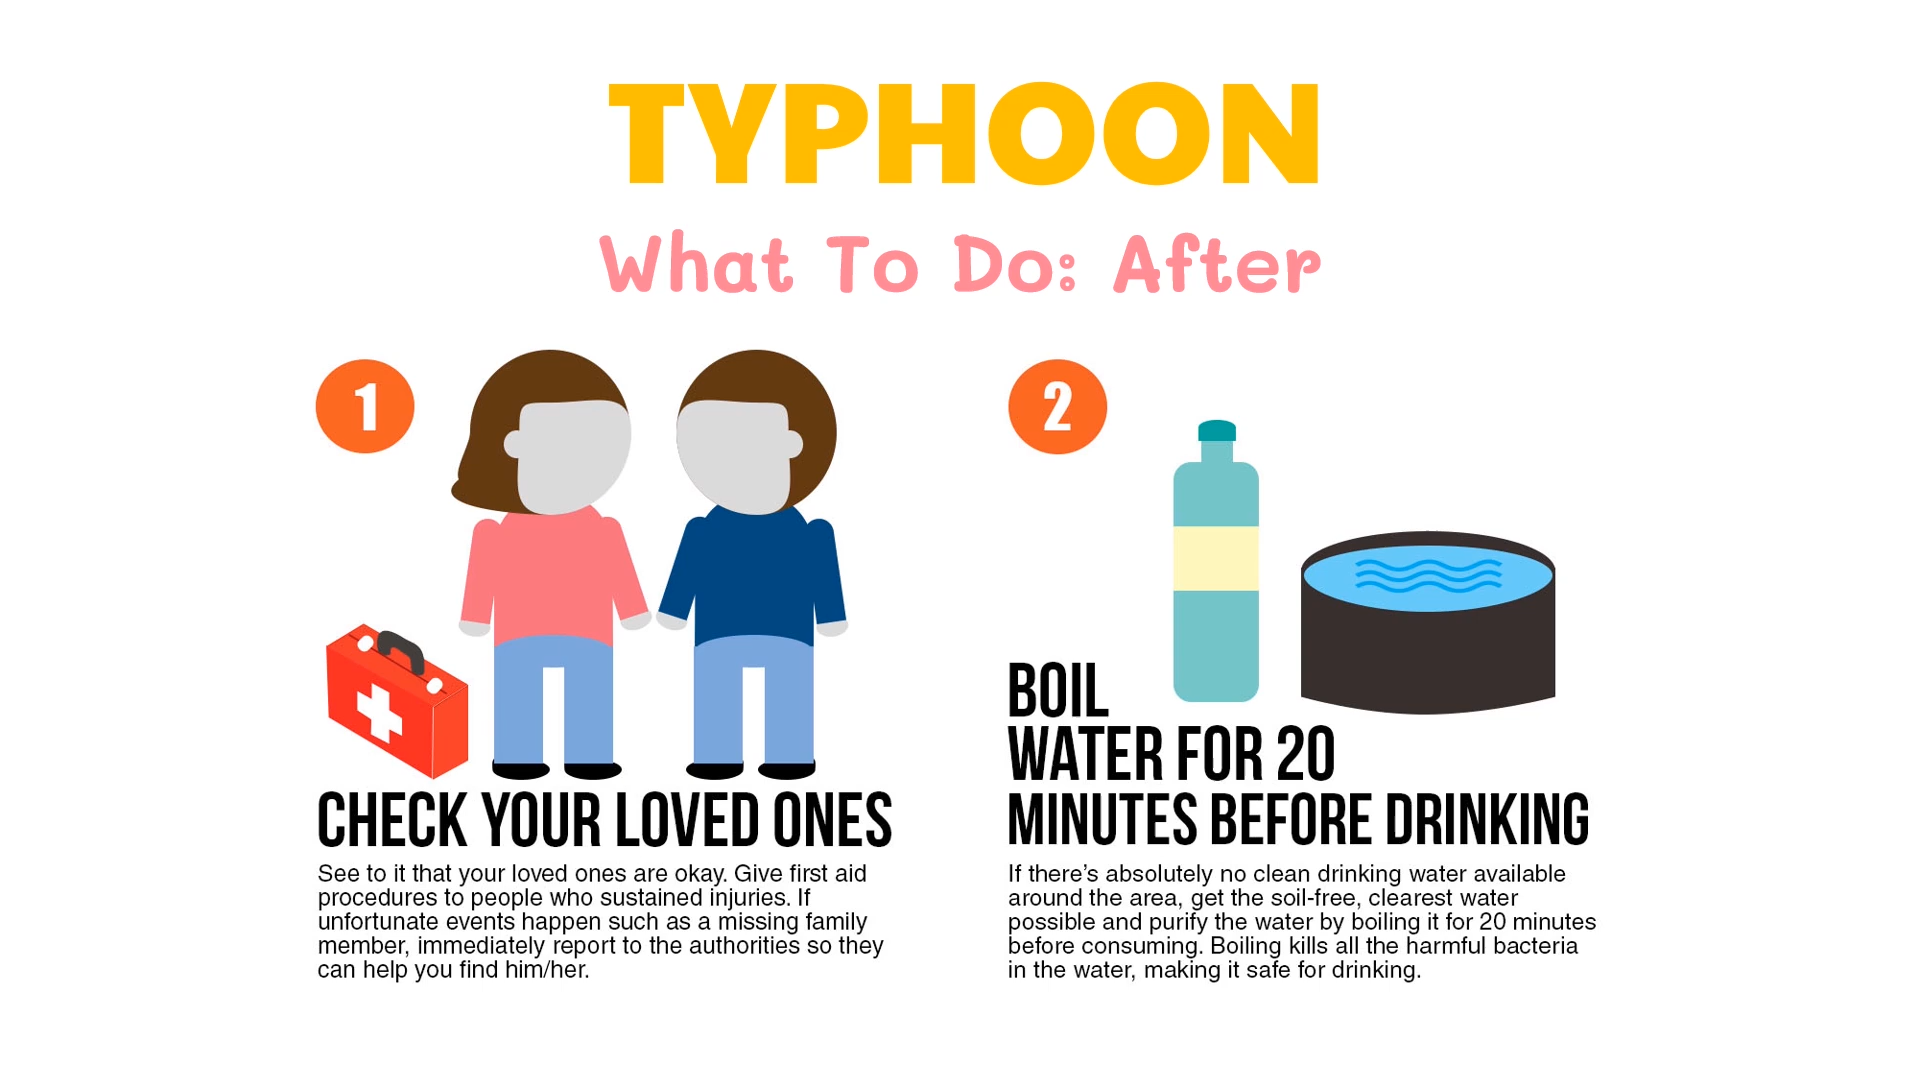 TYPHOON
What To Do: After
1
CHECK YOUR LOVED ONES
See to it that your loved ones are okay. Give first aid
procedures to people who sustained injuries. If
unfortunate events happen such as a missing family
member, immediately report to the authorities so they
can help you find him/her.
2
BOIL
WATER FOR 20
MINUTES BEFORE DRINKING
If there’s absolutely no clean drinking water available
around the area, get the soil-free, clearest water
possible and purify the water by boiling it for 20 minutes
before consuming. Boiling kills all the harmful bacteria
in the water, making it safe for drinking.